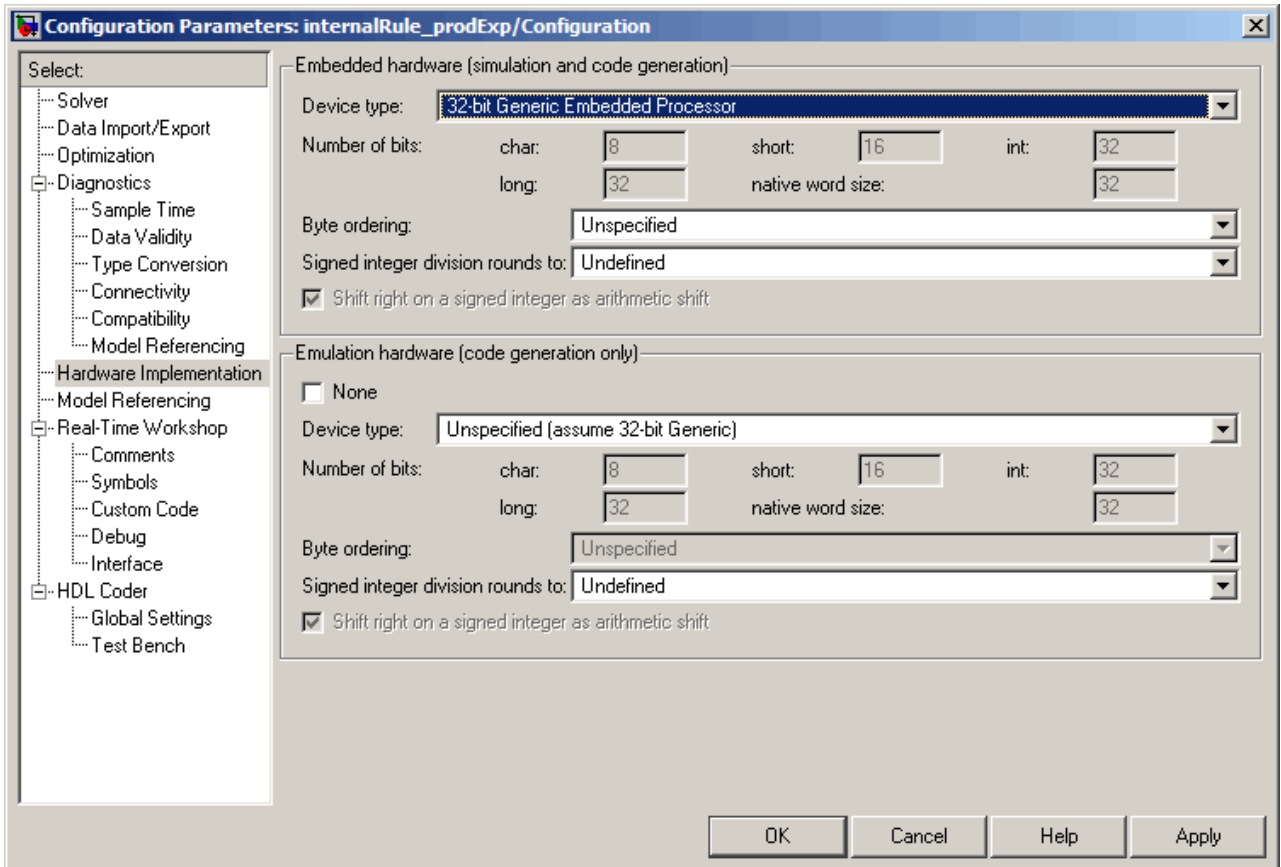 Configuration Parameters: internalRule_prodExp/Configuration
Select:
Solver
Data Import/Export
Optimization
Diagnostics
Sample Time
Data Validity
Type Conversion
Connectivity
Compatibility
Model Referencing
Hardware Implementation
Model Referencing
Real-Time Workshop
Comments
Symbols
Custom Code
Debug
Interface
HDL Coder
Global Settings
Test Bench
Embedded hardware (simulation and code generation)
Device type: 32-bit Generic Embedded Processor
Number of bits: char: 8 short: 16 int: 32
long: 32 native word size: 32
Byte ordering: Unspecified
Signed integer division rounds to: Undefined
Shift right on a signed integer as arithmetic shift
Emulation hardware (code generation only)
None
Device type: Unspecified (assume 32-bit Generic)
Number of bits: char: 8 short: 16 int: 32
long: 32 native word size: 32
Byte ordering: Unspecified
Signed integer division rounds to: Undefined
Shift right on a signed integer as arithmetic shift
OK Cancel Help Apply